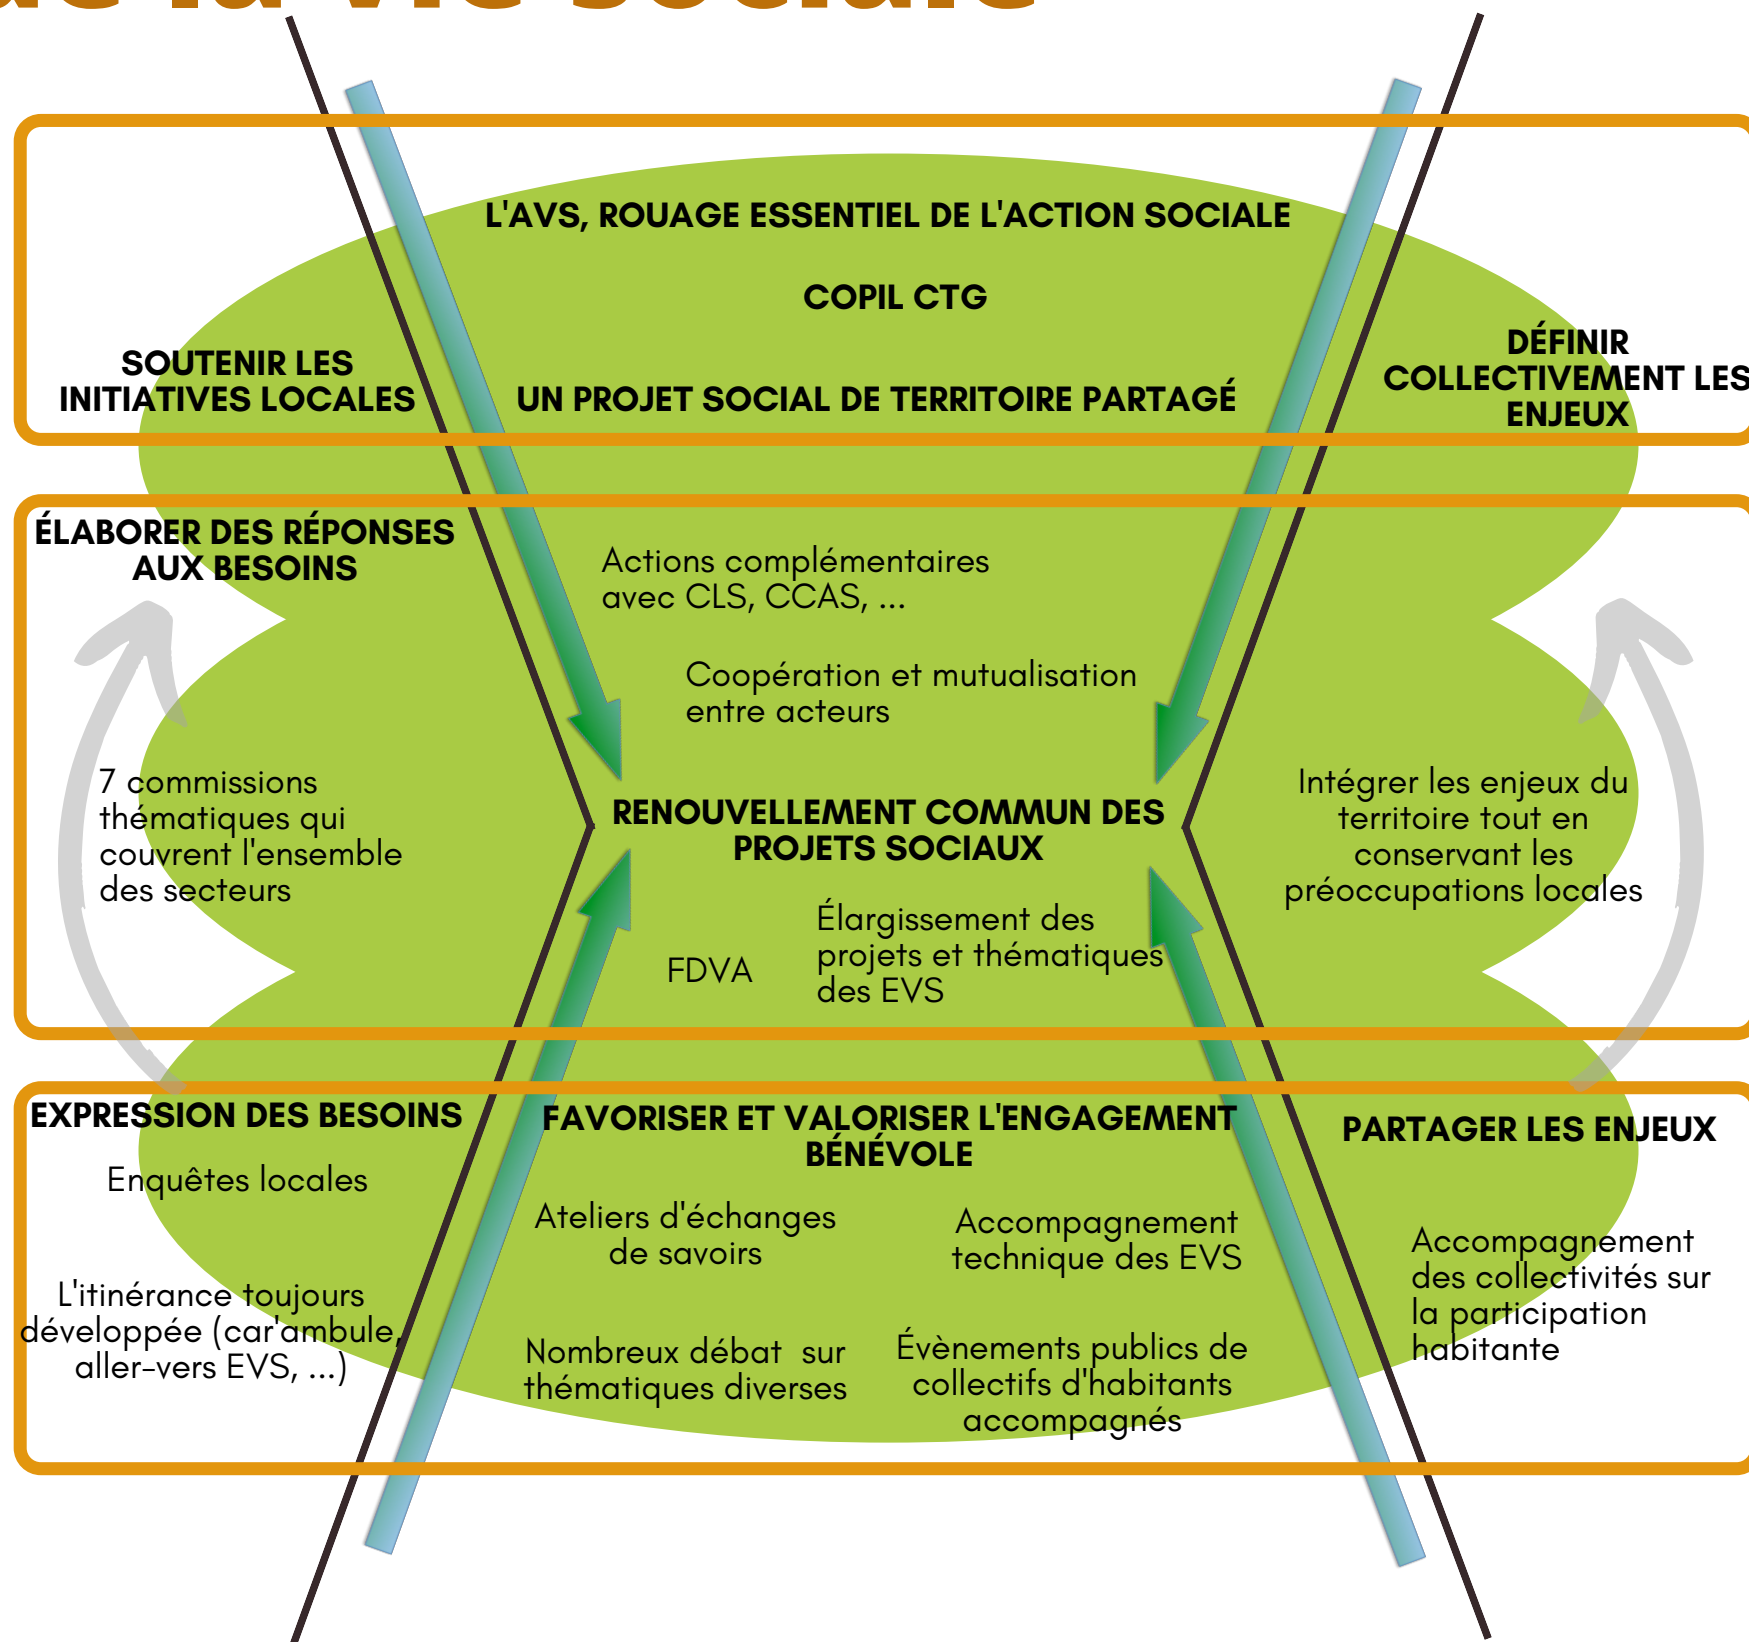 de la vie sociale
L'AVS, ROUAGE ESSENTIEL DE L'ACTION SOCIALE
COPIL CTG
SOUTENIR LES
INITIATIVES LOCALES
UN PROJET SOCIAL DE TERRITOIRE PARTAGÉ
DÉFINIR
COLLECTIVEMENT LES
ENJEUX
ÉLABORER DES RÉPONSES
AUX BESOINS
Actions complémentaires
avec CLS, CCAS, ...
Coopération et mutualisation
entre acteurs
7 commissions
thématiques qui
couvrent l'ensemble
des secteurs
RENOUVELLEMENT COMMUN DES
PROJETS SOCIAUX
Intégrer les enjeux du
territoire tout en
conservant les
préoccupations locales
FDVA
Élargissement des
projets et thématiques
des EVS
EXPRESSION DES BESOINS
Enquêtes locales
L'itinérance toujours
développée (car'ambule,
aller-vers EVS, ...)
FAVORISER ET VALORISER L'ENGAGEMENT
BÉNÉVOLE
Ateliers d'échanges
de savoirs
Accompagnement
technique des EVS
Nombreux débat  sur
thématiques diverses
Évènements publics de
collectifs d'habitants
accompagnés
PARTAGER LES ENJEUX
Accompagnement
des collectivités sur
la participation
habitante